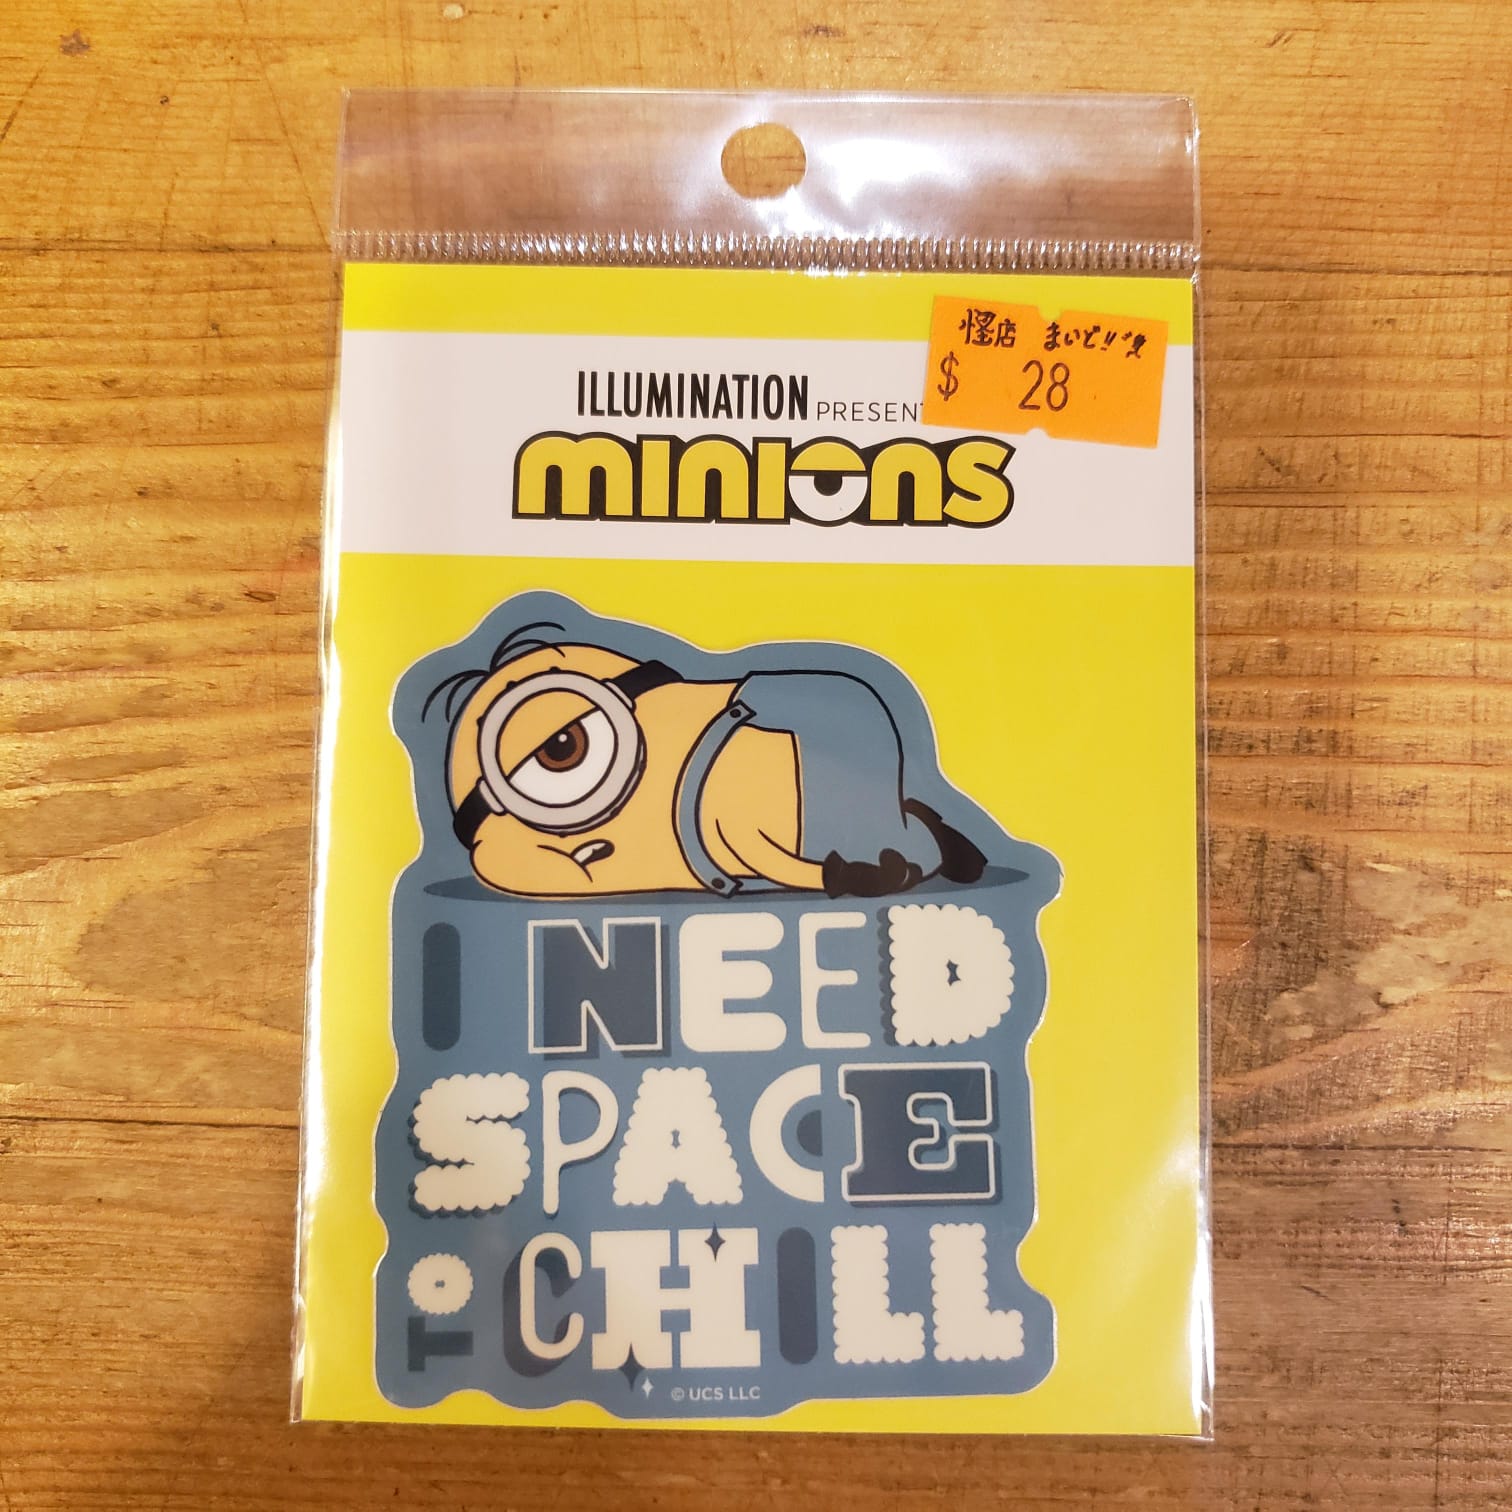 怪店 まいど!!
$ 28
ILLUMINATION PRESENT
minions
I NEED
SPACE
TO CHILL
© UCS LLC